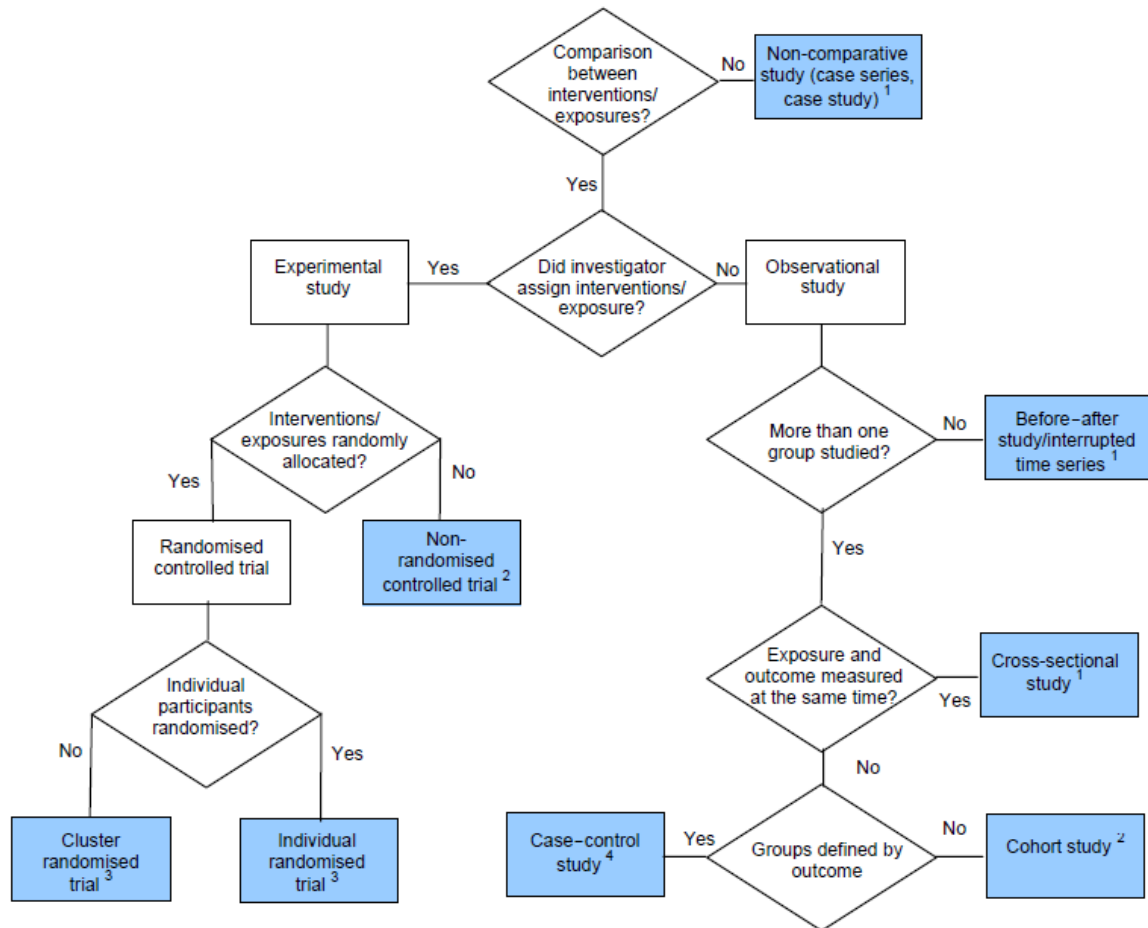 Comparison
between
interventions/
exposures?
No
Non-comparative
study (case series,
case study) 1
Yes
Experimental
study
Yes
Did investigator
assign interventions/
exposure?
No
Observational
study
Interventions/
exposures randomly
allocated?
Yes
No
More than one
group studied?
No
Before–after
study/interrupted
time series 1
Yes
Randomised
controlled trial
Non-
randomised
controlled trial 2
Individual
participants
randomised?
No
Yes
Exposure and
outcome measured
at the same time?
Yes
Cross-sectional
study 1
No
Cluster
randomised
trial 3
Individual
randomised
trial 3
Case–control
study 4
Yes
Groups defined by
outcome
No
Cohort study 2